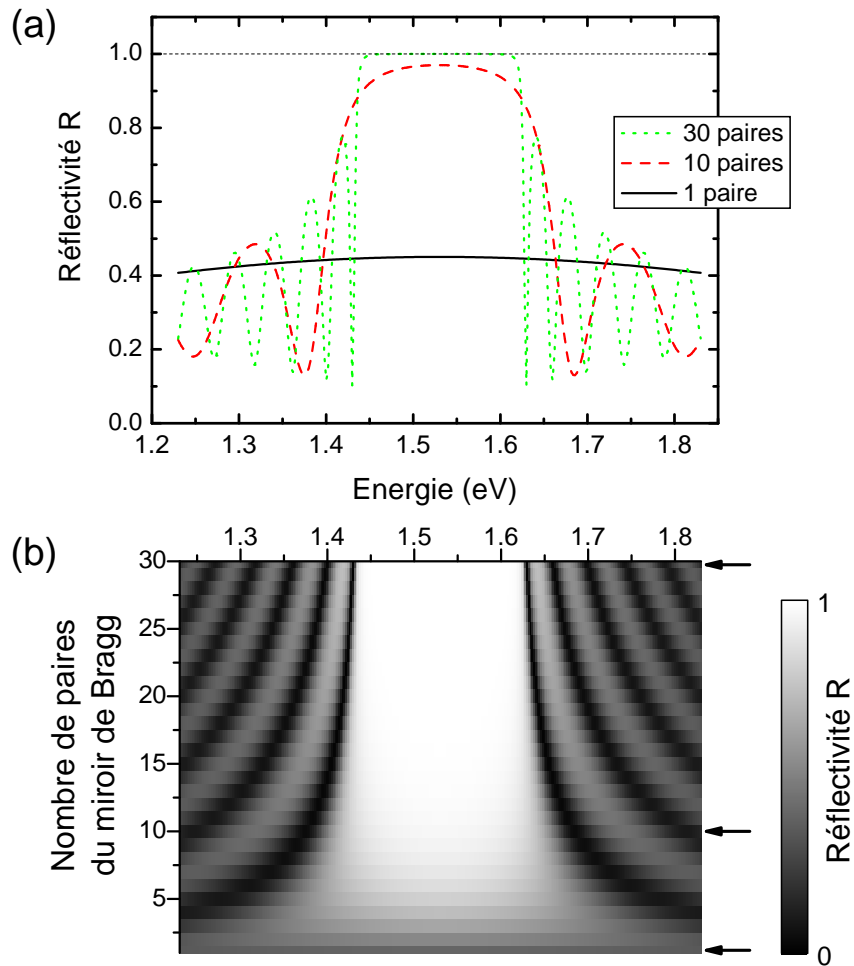 (a)
Réflectivité R
1.0
0.8
0.6
0.4
0.2
0.0
1.2 1.3 1.4 1.5 1.6 1.7 1.8
Energie (eV)
30 paires
10 paires
1 paire
(b)
1.3 1.4 1.5 1.6 1.7 1.8
Nombre de paires
du miroir de Bragg
30
25
20
15
10
5
1
Réflectivité R
0